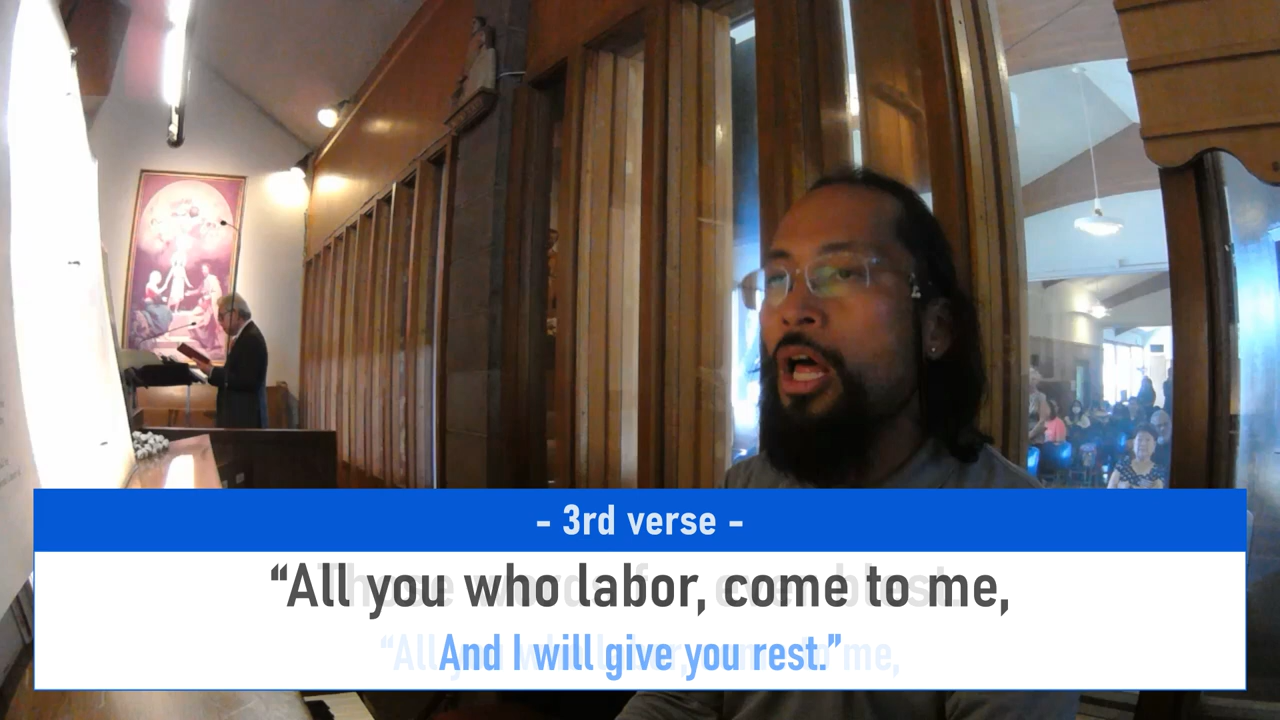 - 3rd verse -
“All you who labor, come to me,
And I will give you rest.”